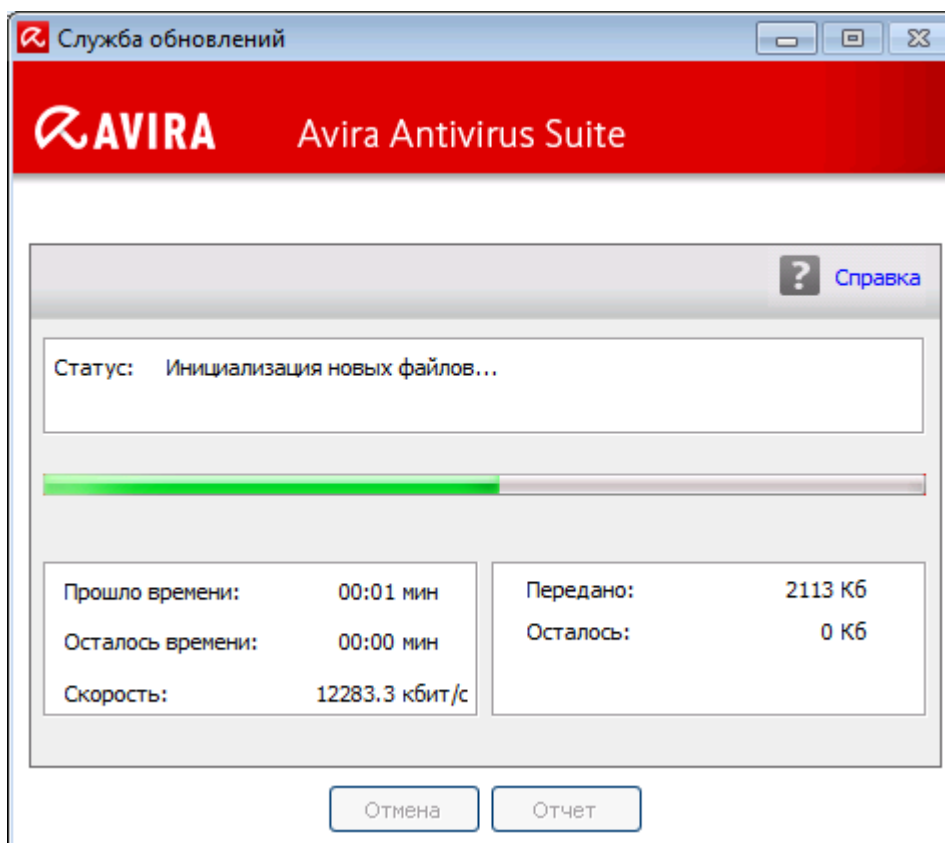 Служба обновлений
AVIRA Avira Antivirus Suite
? Справка
Статус: Инициализация новых файлов...
Прошло времени: 00:01 мин
Осталось времени: 00:00 мин
Скорость: 12283.3 кбит/с
Передано: 2113 Кб
Осталось: 0 Кб
Отмена Отчет